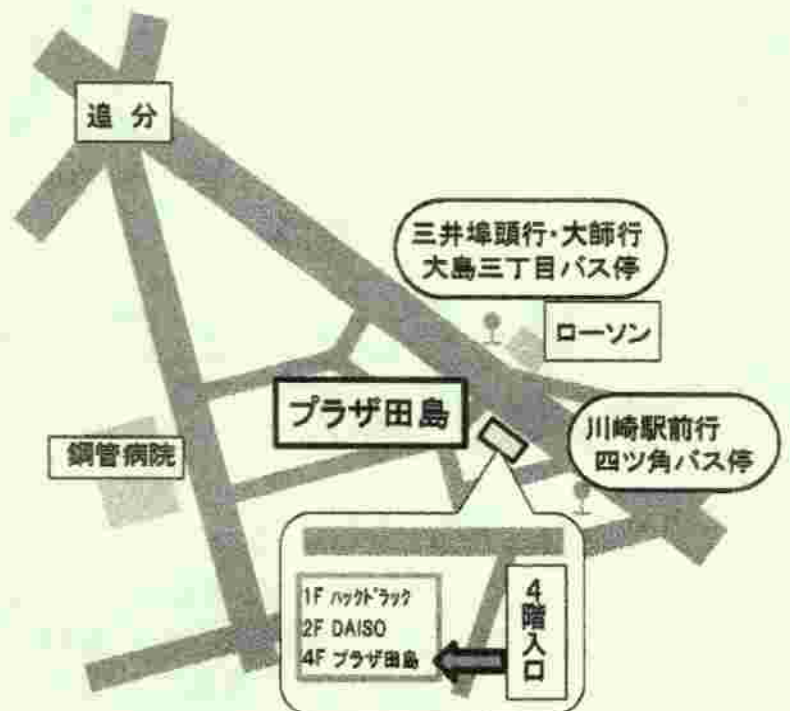 追分
三井埠頭行・大師行
大島三丁目バス停
ローソン
プラザ田島
川崎駅前行
四ツ角バス停
鋼管病院
1F ハックドラック
2F DAISO
4F プラザ田島
4階入口